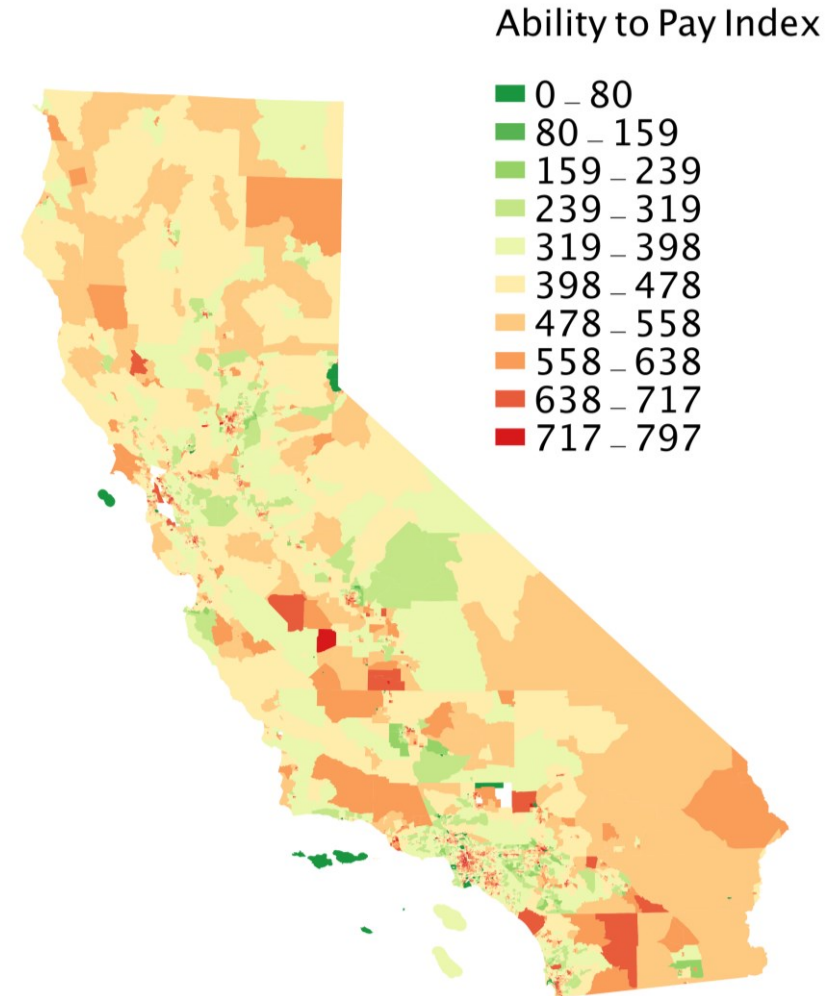 Ability to Pay Index
0 – 80
80 – 159
159 – 239
239 – 319
319 – 398
398 – 478
478 – 558
558 – 638
638 – 717
717 – 797